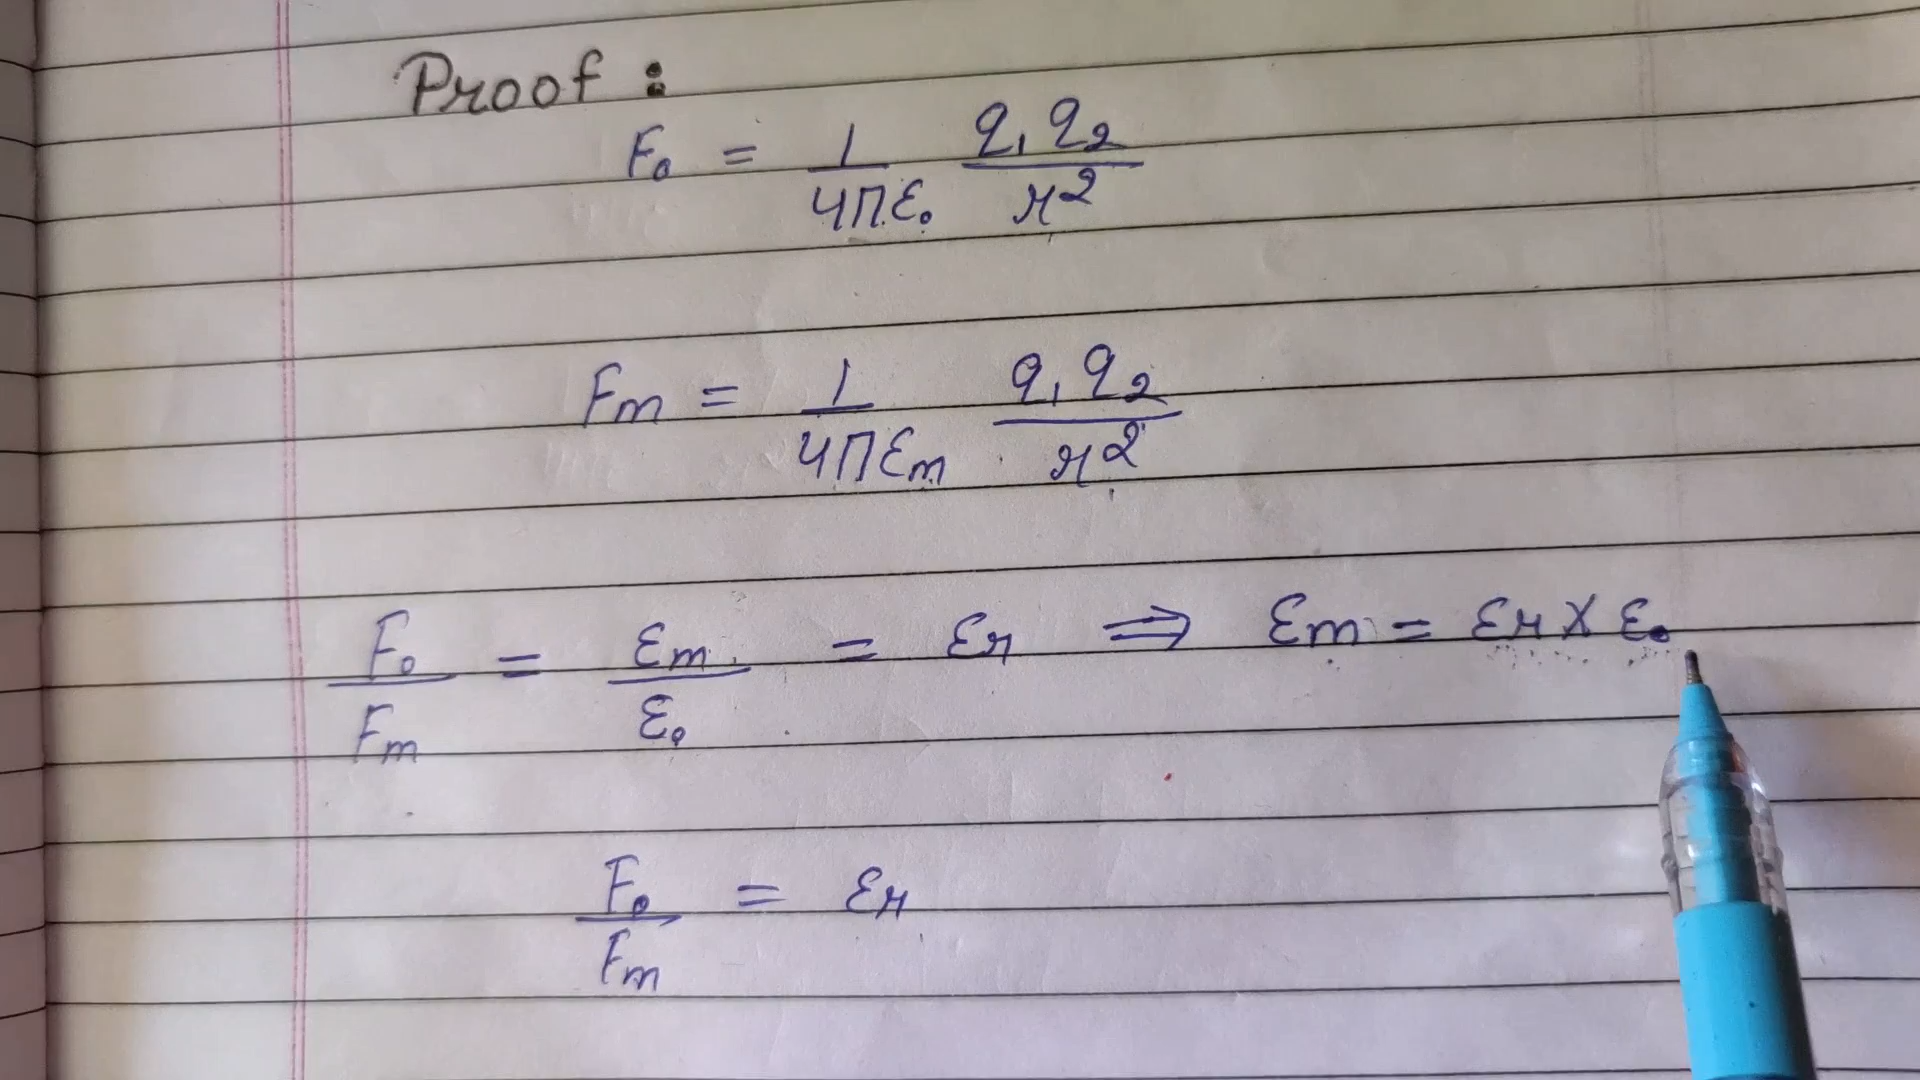 Proof :
F₀ = 1/4πε₀ q₁q₂/r²
Fm = 1/4πεm q₁q₂/r²
F₀/Fm = εm/ε₀ = εr ⇒ εm = εr × ε₀
F₀/Fm = εr